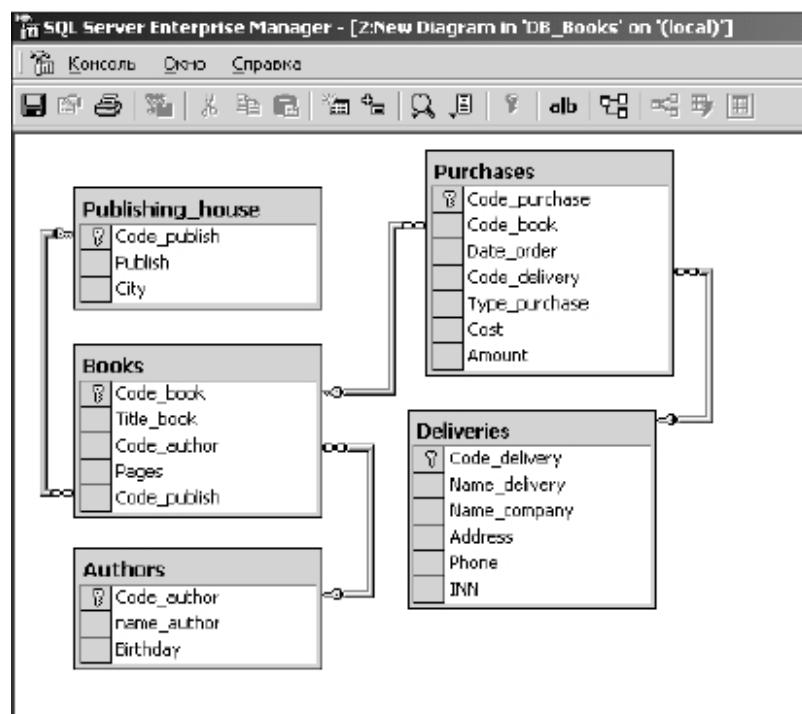 SQL Server Enterprise Manager - [2:New Diagram in 'DB_Books' on '(local)']
Консоль Окно Справка
alb
Publishing_house
Code_publish
Publish
City
Books
Code_book
Title_book
Code_author
Pages
Code_publish
Authors
Code_author
name_author
Birthday
Purchases
Code_purchase
Code_book
Date_order
Code_delivery
Type_purchase
Cost
Amount
Deliveries
Code_delivery
Name_delivery
Name_company
Address
Phone
INN